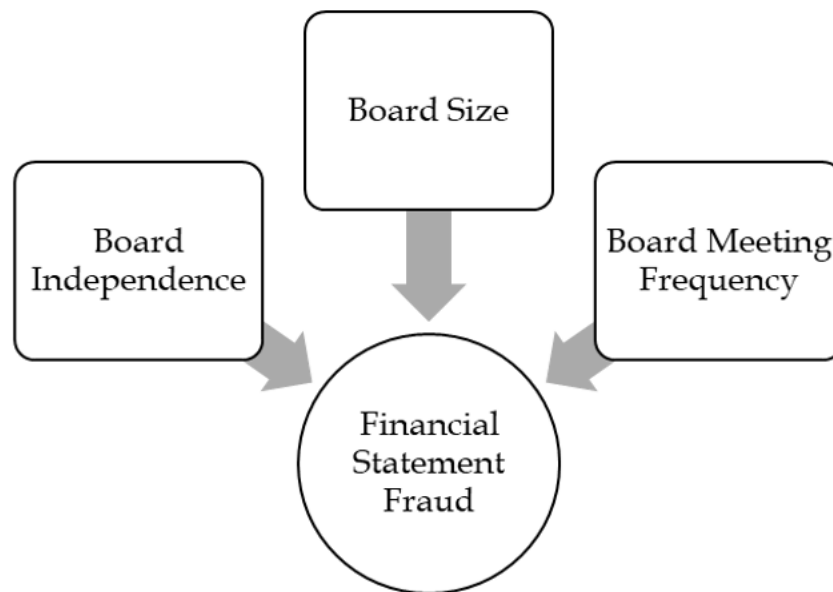 Board Size
Board
Independence
Board Meeting
Frequency
Financial
Statement
Fraud